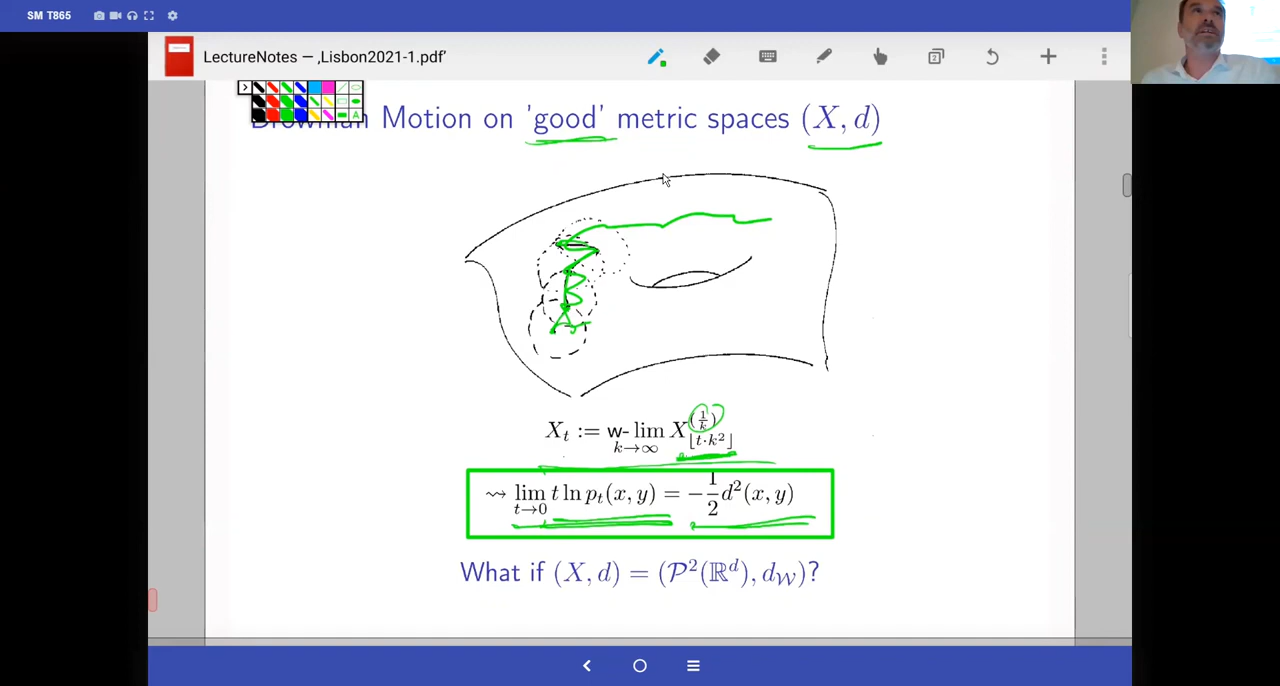 SM T865
LectureNotes — ‚Lisbon2021-1.pdf'
Brownian Motion on 'good' metric spaces (X, d)
X_t := w-lim_{k→∞} X^{(1/k)}_{⌊t·k²⌋}
⇝ lim_{t→0} t ln p_t(x, y) = −1/2 d²(x, y)
What if (X, d) = (𝒫²(ℝ^d), d_𝒲)?